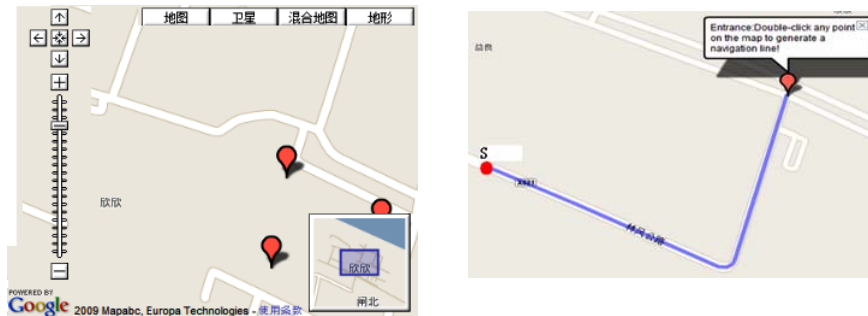 地图 卫星 混合地图 地形
欣欣
欣欣
闸北
POWERED BY
Google 2009 Mapabc, Europa Technologies - 使用条款
Entrance:Double-click any point
on the map to generate a
navigation line!
S